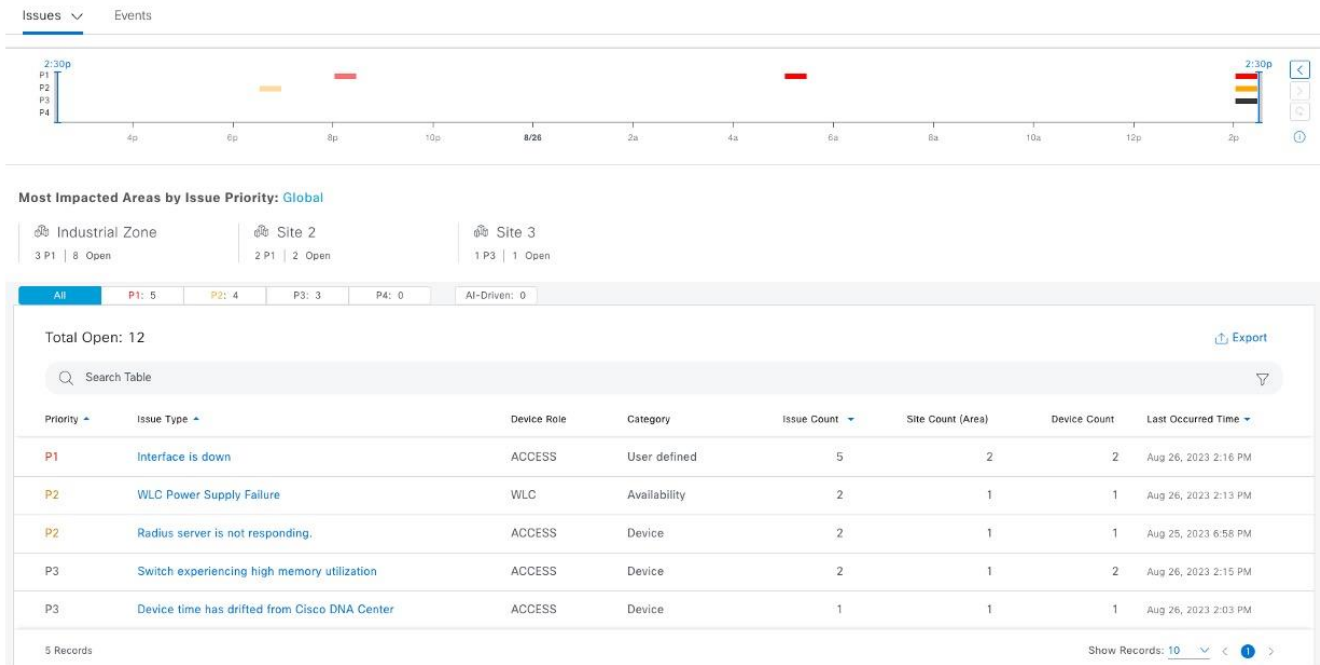 Issues Events
2:30p 2:30p
P1
P2
P3
P4
4p 6p 8p 10p 8/26 2a 4a 6a 8a 10a 12p 2p
Most Impacted Areas by Issue Priority: Global
Industrial Zone Site 2 Site 3
3 P1 | 8 Open 2 P1 | 2 Open 1 P3 | 1 Open
All P1: 5 P2: 4 P3: 3 P4: 0 AI-Driven: 0
Total Open: 12 Export
Search Table
Priority Issue Type Device Role Category Issue Count Site Count (Area) Device Count Last Occurred Time
P1 Interface is down ACCESS User defined 5 2 2 Aug 26, 2023 2:16 PM
P2 WLC Power Supply Failure WLC Availability 2 1 1 Aug 26, 2023 2:13 PM
P2 Radius server is not responding. ACCESS Device 2 1 1 Aug 25, 2023 6:58 PM
P3 Switch experiencing high memory utilization ACCESS Device 2 1 2 Aug 26, 2023 2:15 PM
P3 Device time has drifted from Cisco DNA Center ACCESS Device 1 1 1 Aug 26, 2023 2:03 PM
5 Records Show Records: 10 1